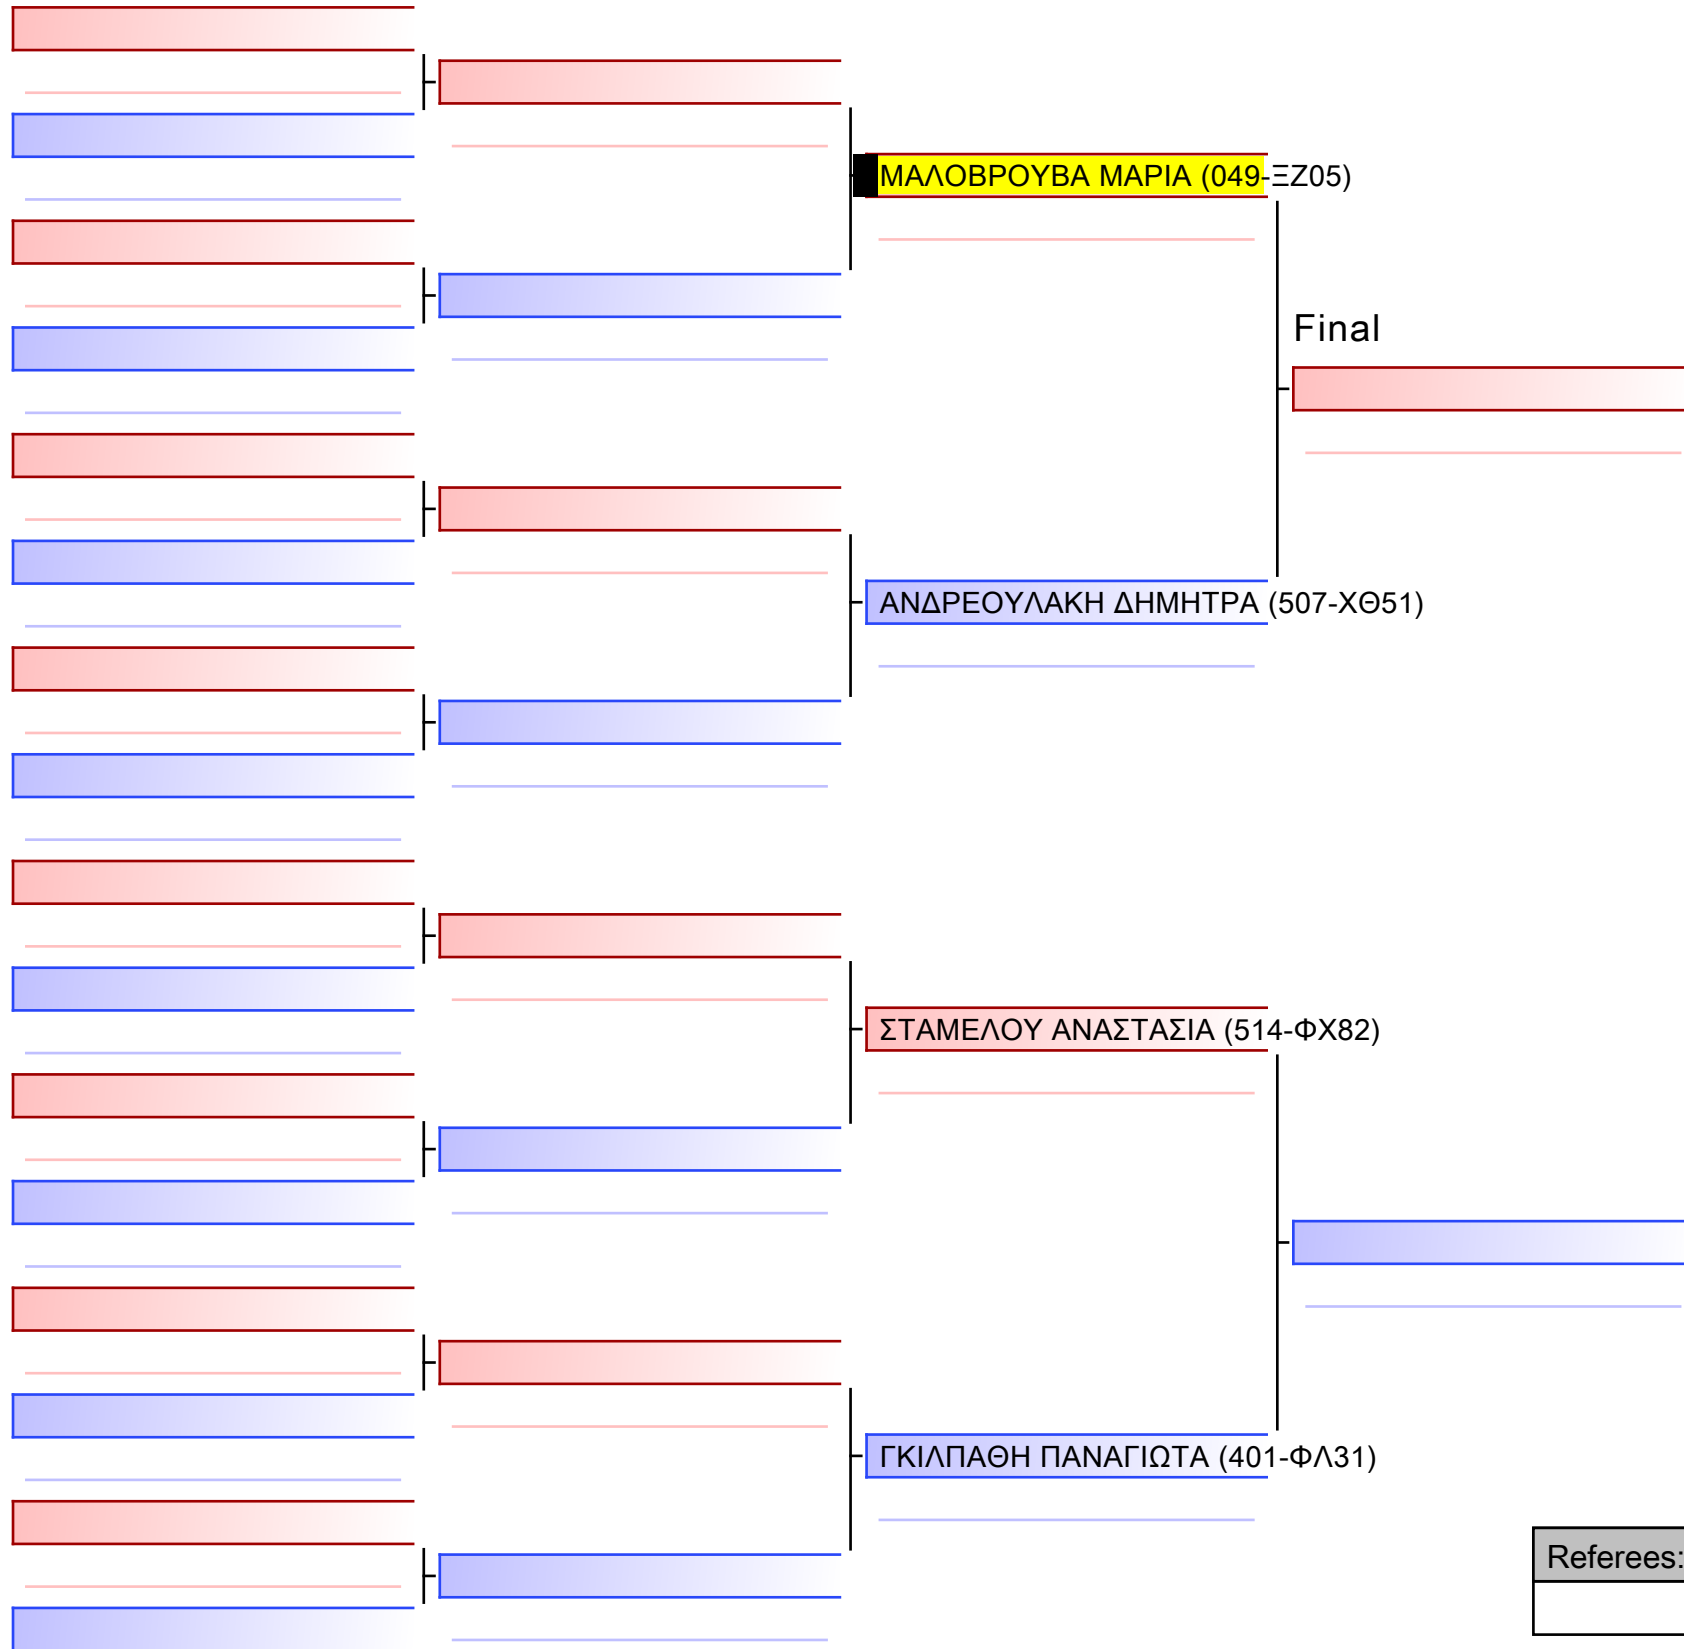 ΜΑΛΟΒΡΟΥΒΑ ΜΑΡΙΑ (049-ΞΖ05)
Final
ΑΝΔΡΕΟΥΛΑΚΗ ΔΗΜΗΤΡΑ (507-ΧΘ51)
ΣΤΑΜΕΛΟΥ ΑΝΑΣΤΑΣΙΑ (514-ΦΧ82)
ΓΚΙΛΠΑΘΗ ΠΑΝΑΓΙΩΤΑ (401-ΦΛ31)
Referees: